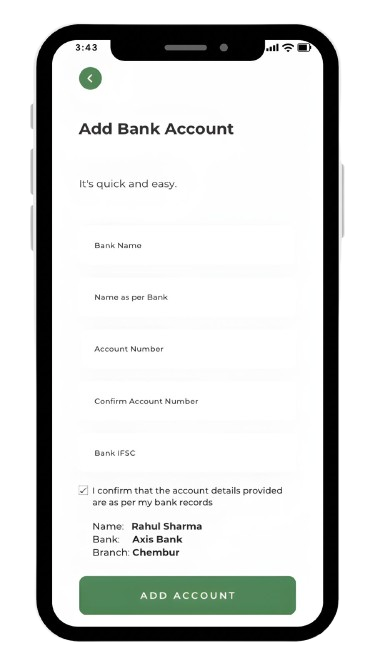 3:43
Add Bank Account
It's quick and easy.
Bank Name
Name as per Bank
Account Number
Confirm Account Number
Bank IFSC
I confirm that the account details provided
are as per my bank records
Name: Rahul Sharma
Bank: Axis Bank
Branch: Chembur
ADD ACCOUNT